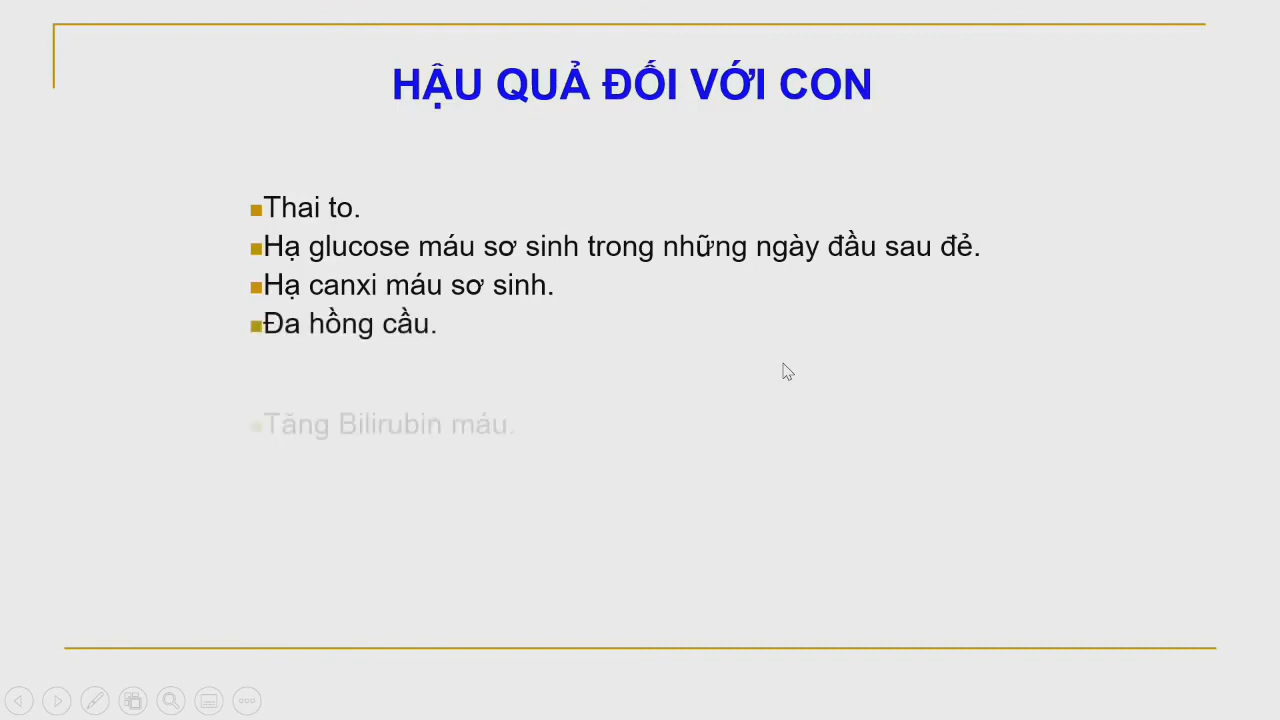 HẬU QUẢ ĐỐI VỚI CON
Thai to.
Hạ glucose máu sơ sinh trong những ngày đầu sau đẻ.
Hạ canxi máu sơ sinh.
Đa hồng cầu.
Tăng Bilirubin máu.